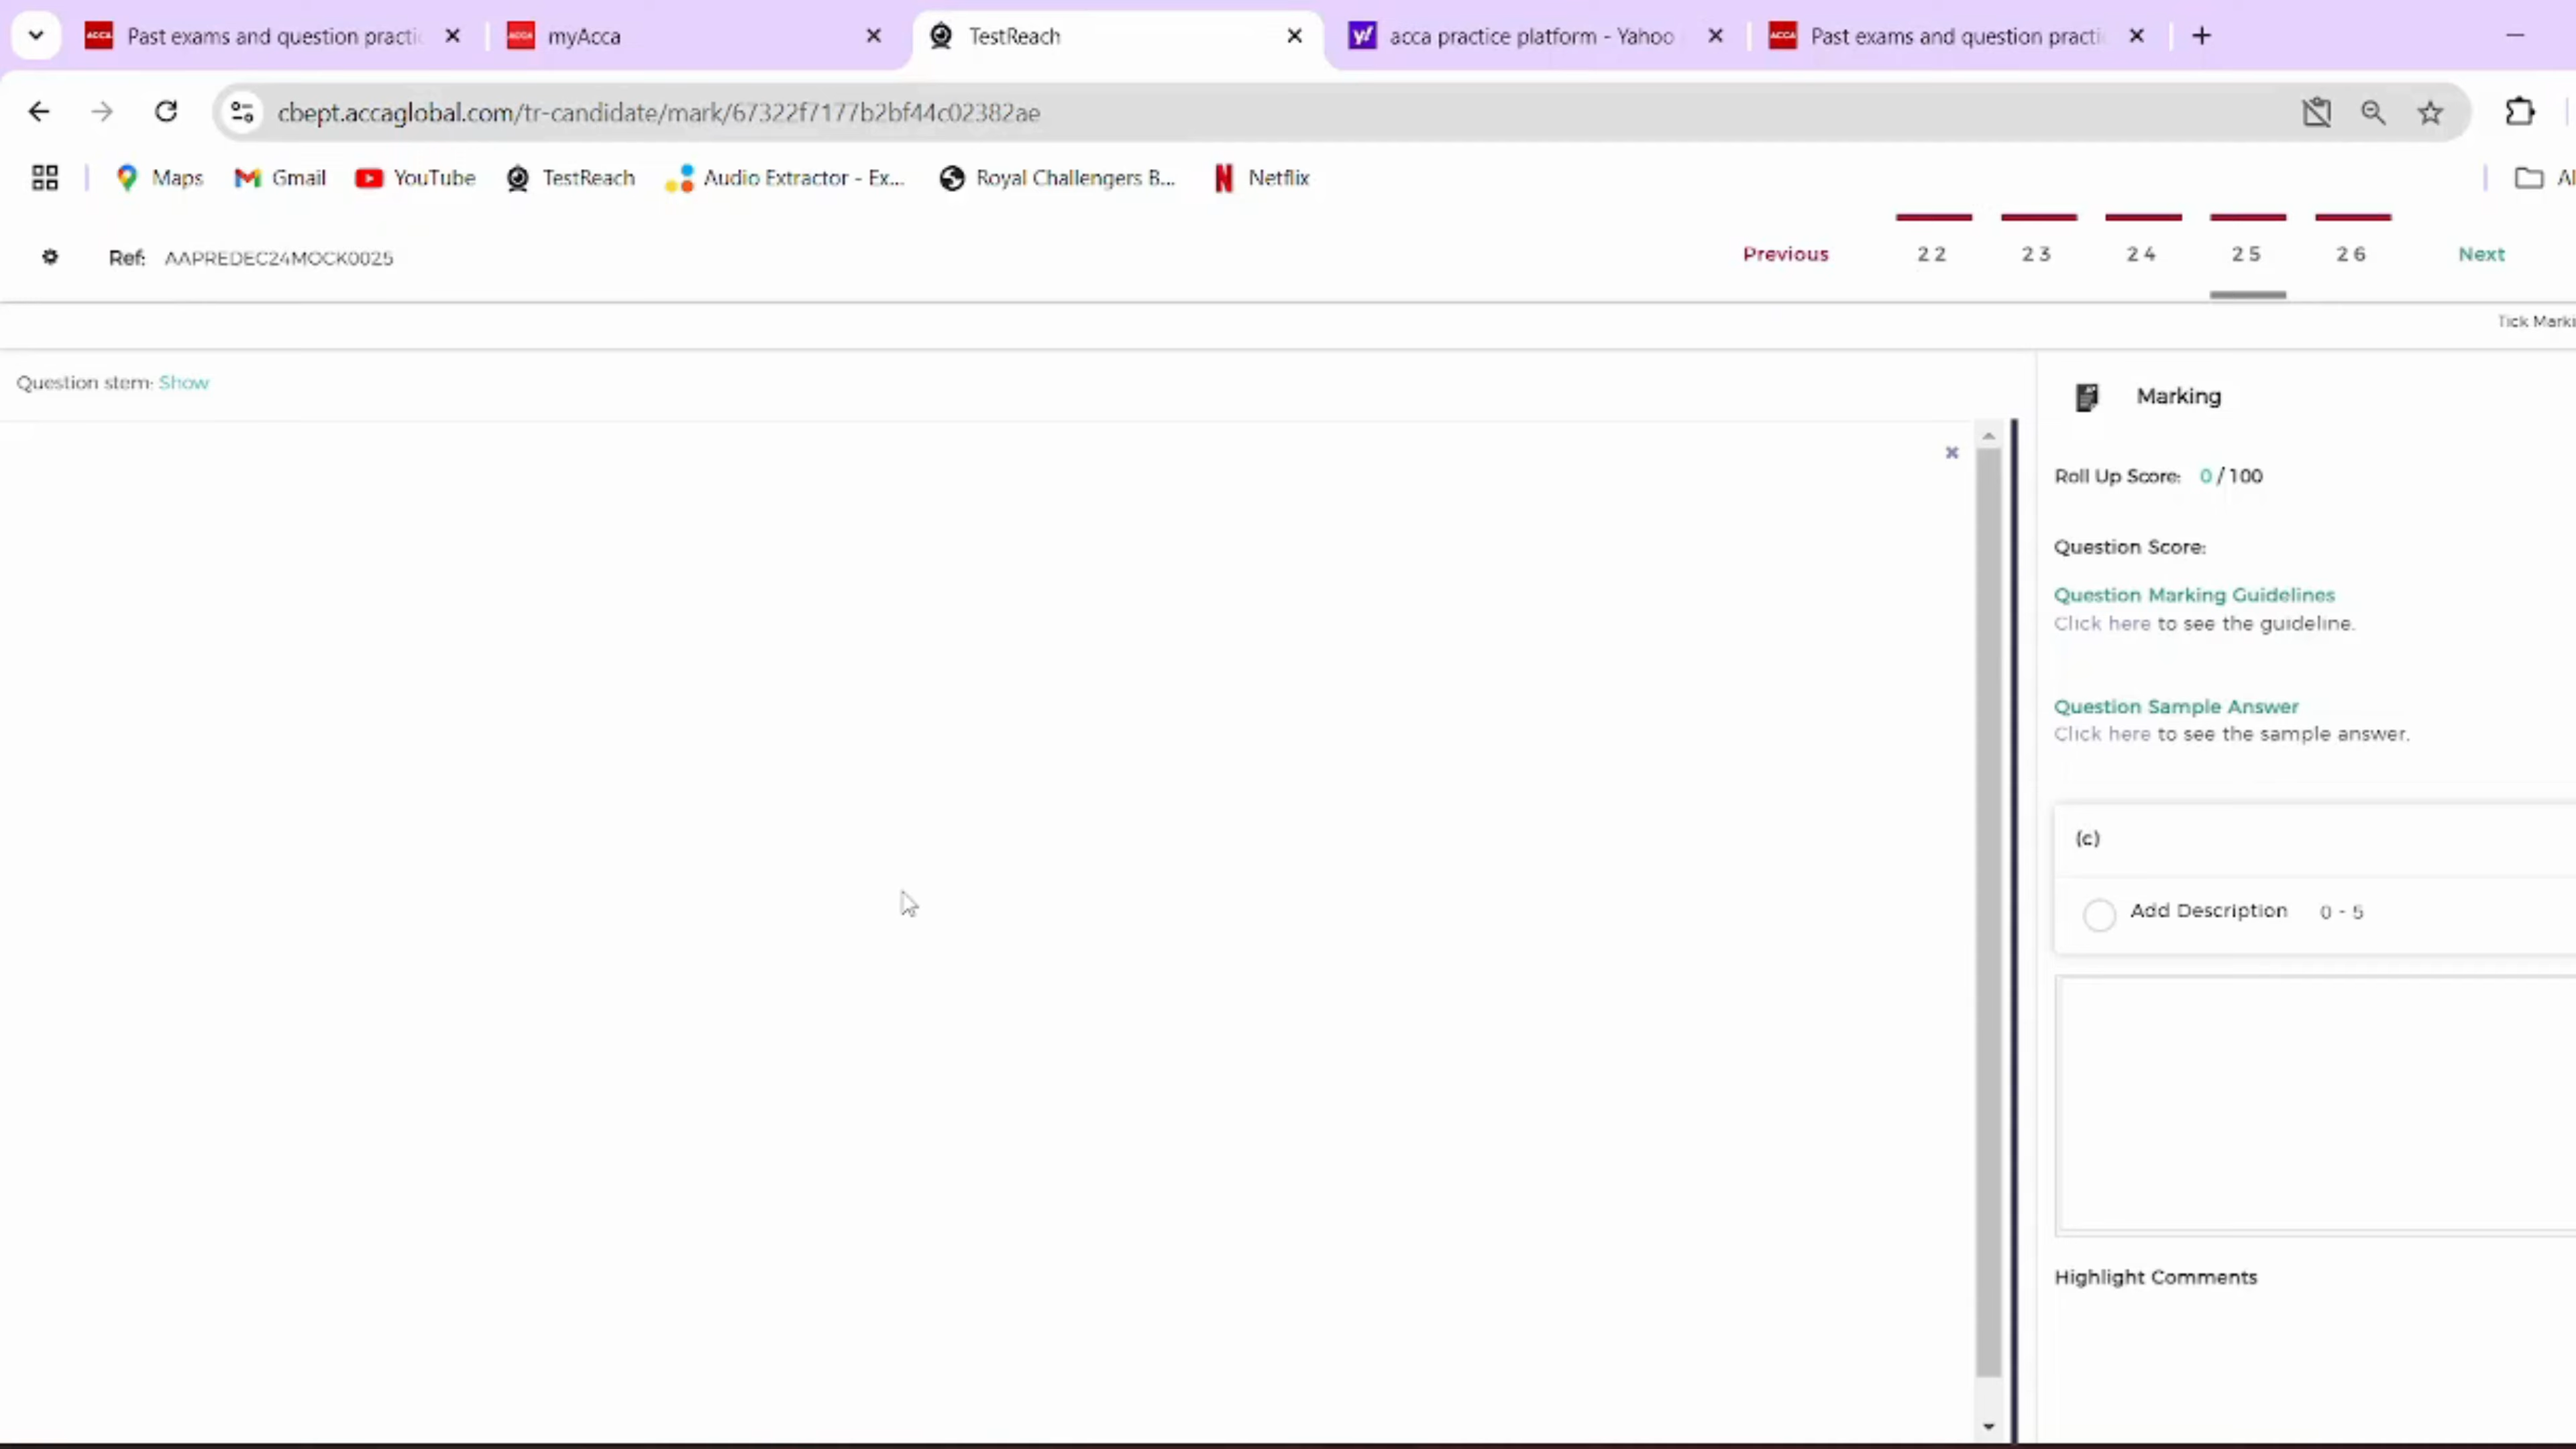 Past exams and question practi
myAcca
TestReach
acca practice platform - Yahoo
Past exams and question practi
cbept.accaglobal.com/tr-candidate/mark/67322f7177b2bf44c02382ae
Maps
Gmail
YouTube
TestReach
Audio Extractor - Ex...
Royal Challengers B...
Netflix
Al
Ref: AAPREDEC24MOCK0025
Previous
22
23
24
25
26
Next
Tick Marki
Question stem: Show
Marking
Roll Up Score: 0 / 100
Question Score:
Question Marking Guidelines
Click here to see the guideline.
Question Sample Answer
Click here to see the sample answer.
(c)
Add Description 0 - 5
Highlight Comments